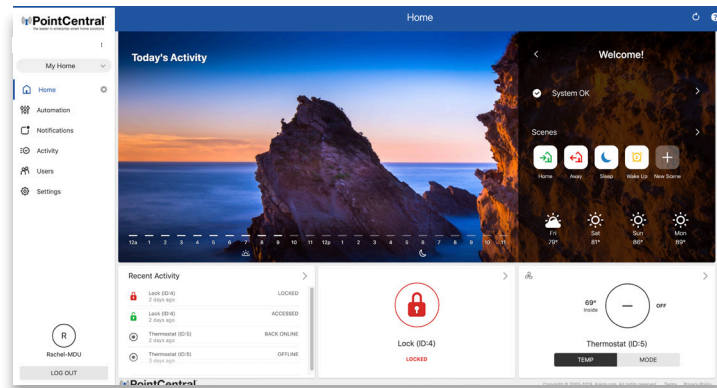 PointCentral
the leader in enterprise smart home solutions
My Home
Home
Automation
Notifications
Activity
Users
Settings
R
Rachel-MDU
LOG OUT
Home
Today's Activity
12a 1 2 3 4 5 6 7 8 9 10 11 12p 1 2 3 4 5 6 7 8 9 10 11
Welcome!
System OK
Scenes
Home Away Sleep Wake Up New Scene
Fri Sat Sun Mon
79° 81° 86° 89°
Recent Activity
Lock (ID:4) LOCKED
2 days ago
Lock (ID:4) ACCESSED
2 days ago
Thermostat (ID:5) BACK ONLINE
2 days ago
Thermostat (ID:5) OFFLINE
3 days ago
Lock (ID:4)
LOCKED
69°
Inside
OFF
Thermostat (ID:5)
TEMP MODE
PointCentral